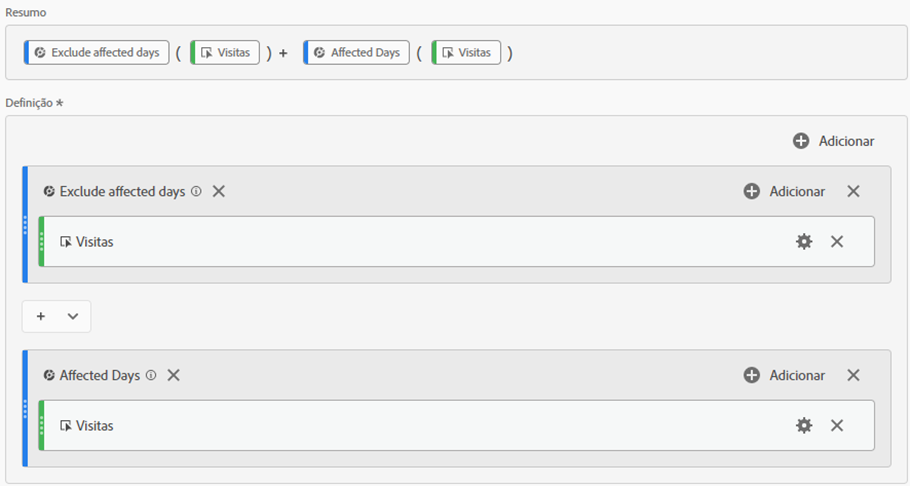 Resumo
Exclude affected days ( Visitas ) + Affected Days ( Visitas )
Definição *
Adicionar
Exclude affected days Adicionar
Visitas
+
Affected Days Adicionar
Visitas